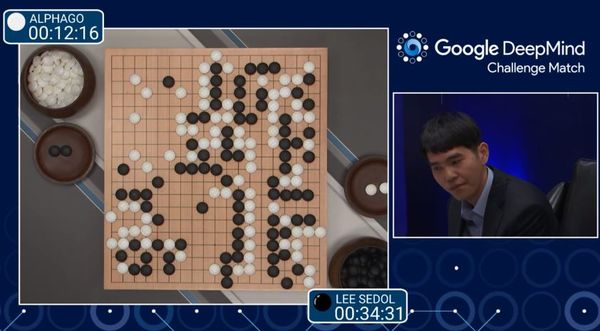 ALPHAGO
00:12:16
Google DeepMind
Challenge Match
LEE SEDOL
00:34:31